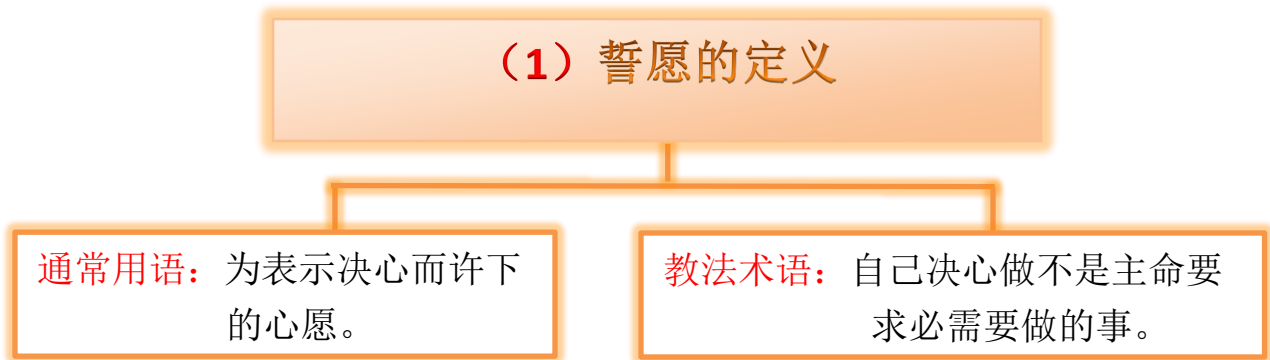 （1）誓愿的定义
通常用语：为表示决心而许下
的心愿。
教法术语：自己决心做不是主命要
求必需要做的事。